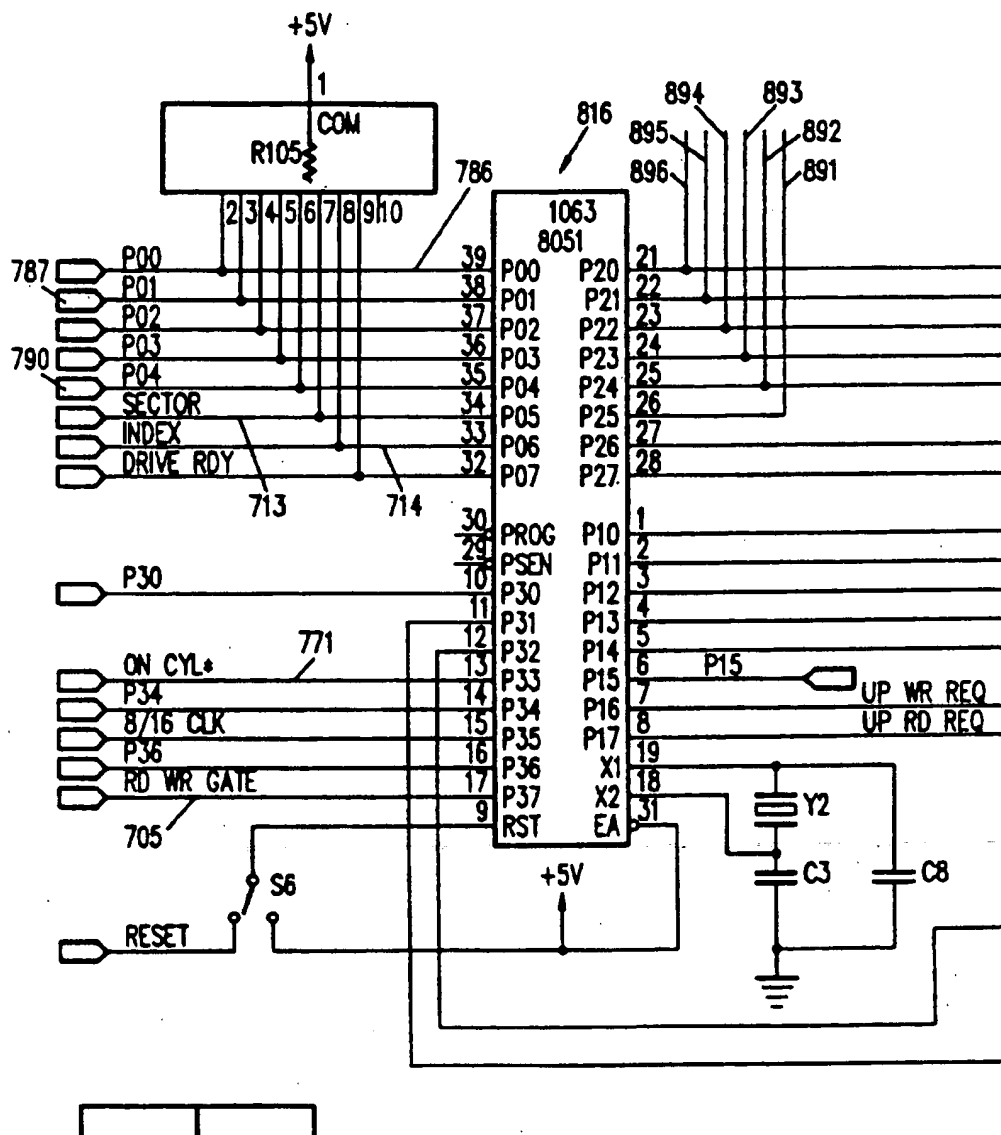 +5V
1
COM
R105
2 3 4 5 6 7 8 9 10
786
816
894 893
895 892
896 891
1063
8051
787 P00 39 P00 P20 21
P01 38 P01 P21 22
P02 37 P02 P22 23
790 P03 36 P03 P23 24
P04 35 P04 P24 25
SECTOR 34 P05 P25 26
INDEX 33 P06 P26 27
DRIVE RDY 32 P07 P27 28
713 714
30 PROG P10 1
29 PSEN P11 2
P30 10 P30 P12 3
11 P31 P13 4
12 P32 P14 5
ON CYL* 771 13 P33 P15 6 P15
P34 14 P34 P16 7 UP WR REQ
8/16 CLK 15 P35 P17 8 UP RD REQ
P36 16 P36 X1 19
RD WR GATE 17 P37 X2 18 Y2
705 9 RST EA 31
S6 +5V C3 C8
RESET